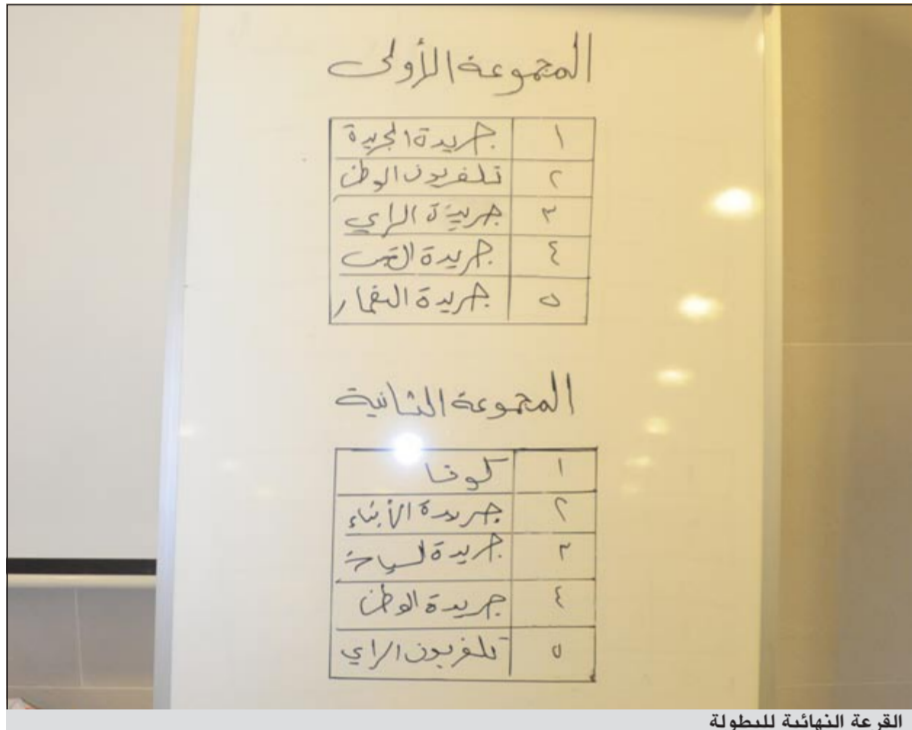 المجموعة الأولى
١ جريدة الجريدة
٢ تلفزيون الوطن
٣ جريدة الراي
٤ جريدة القبس
٥ جريدة النهار
المجموعة الثانية
١ كونا
٢ جريدة الأنباء
٣ جريدة السياسة
٤ جريدة الوطن
٥ تلفزيون الراي
القرعة النهائية للبطولة